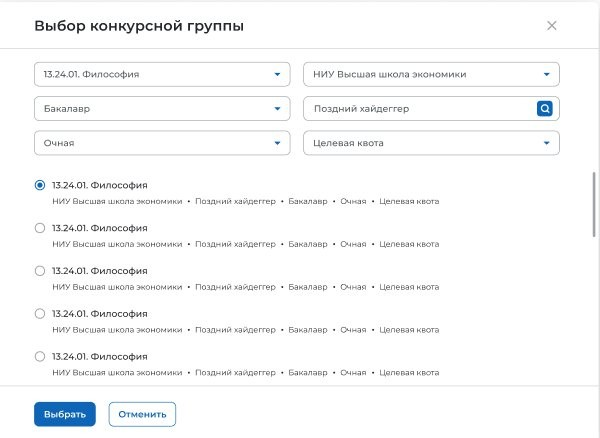 Выбор конкурсной группы
13.24.01. Философия
НИУ Высшая школа экономики
Бакалавр
Поздний хайдеггер
Очная
Целевая квота
13.24.01. Философия
НИУ Высшая школа экономики • Поздний хайдеггер • Бакалавр • Очная • Целевая квота
13.24.01. Философия
НИУ Высшая школа экономики • Поздний хайдеггер • Бакалавр • Очная • Целевая квота
13.24.01. Философия
НИУ Высшая школа экономики • Поздний хайдеггер • Бакалавр • Очная • Целевая квота
13.24.01. Философия
НИУ Высшая школа экономики • Поздний хайдеггер • Бакалавр • Очная • Целевая квота
13.24.01. Философия
НИУ Высшая школа экономики • Поздний хайдеггер • Бакалавр • Очная • Целевая квота
Выбрать
Отменить